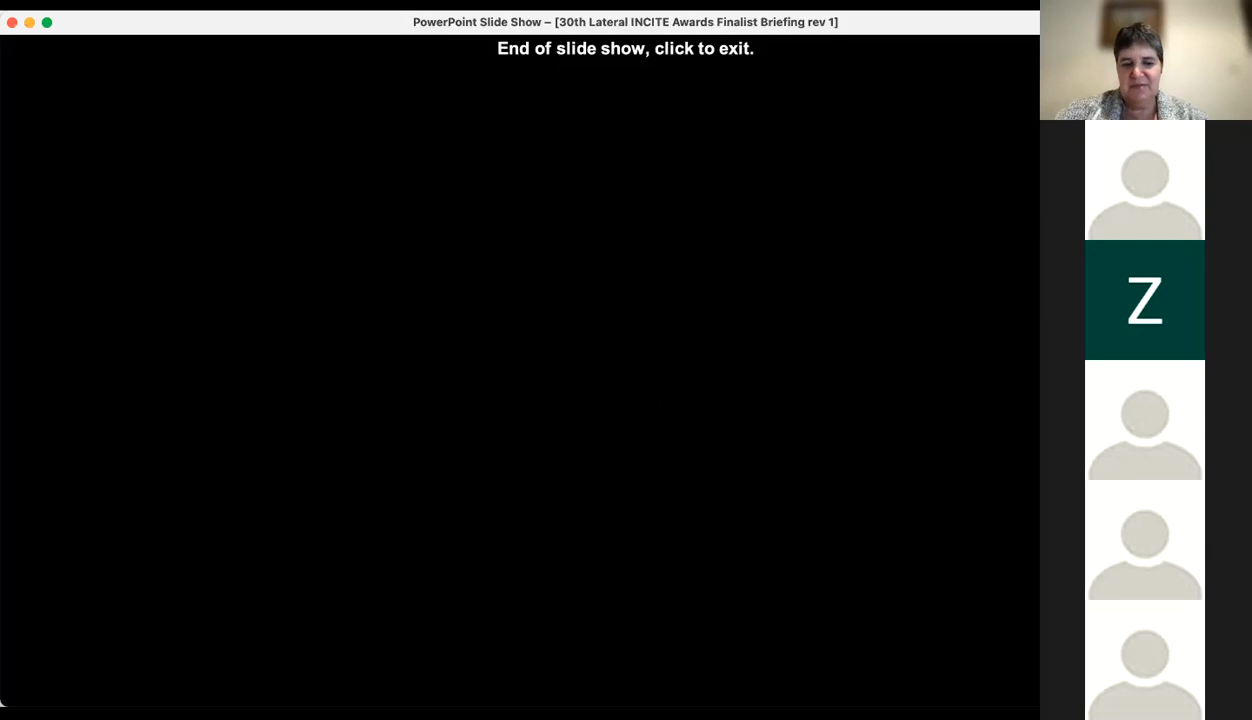 PowerPoint Slide Show – [30th Lateral INCITE Awards Finalist Briefing rev 1]
End of slide show, click to exit.
Z